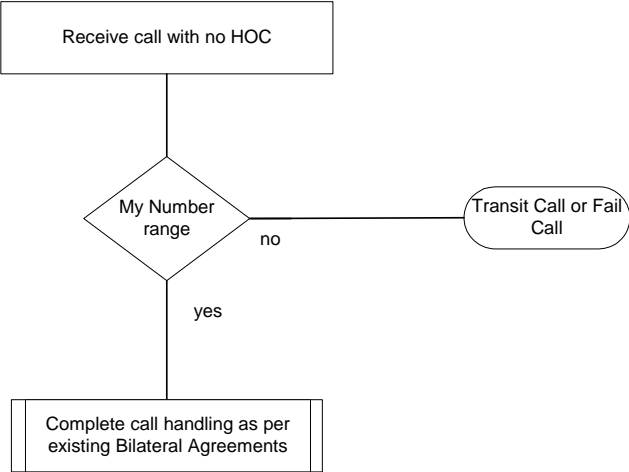 Receive call with no HOC
My Number
range
Transit Call or Fail
Call
no
yes
Complete call handling as per
existing Bilateral Agreements